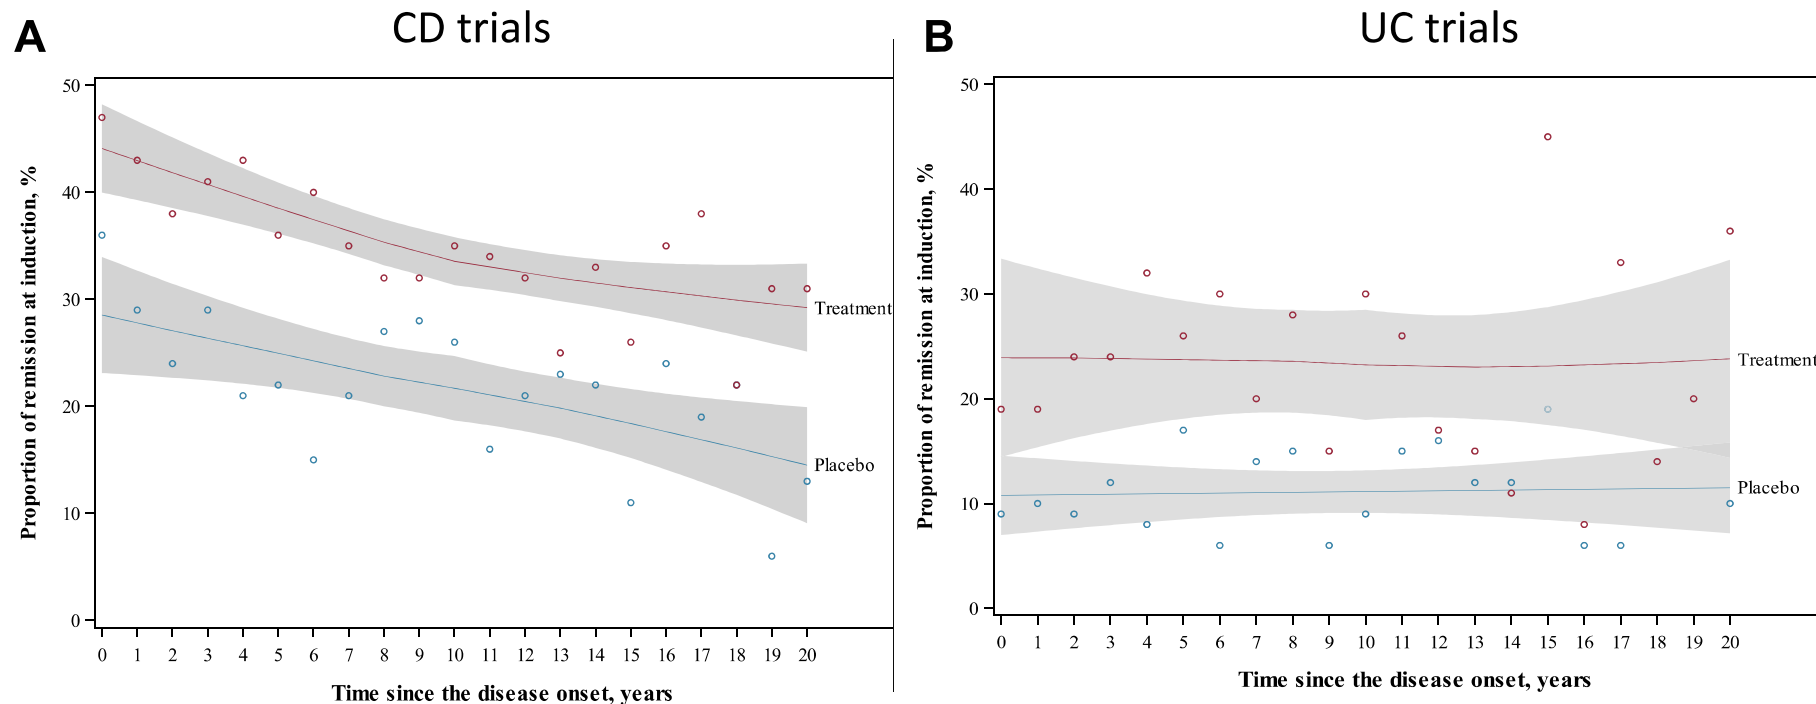 A
CD trials
50
40
30
20
10
0
Proportion of remission at induction, %
Treatment
Placebo
0 1 2 3 4 5 6 7 8 9 10 11 12 13 14 15 16 17 18 19 20
Time since the disease onset, years
B
UC trials
50
40
30
20
10
0
Proportion of remission at induction, %
Treatment
Placebo
0 1 2 3 4 5 6 7 8 9 10 11 12 13 14 15 16 17 18 19 20
Time since the disease onset, years